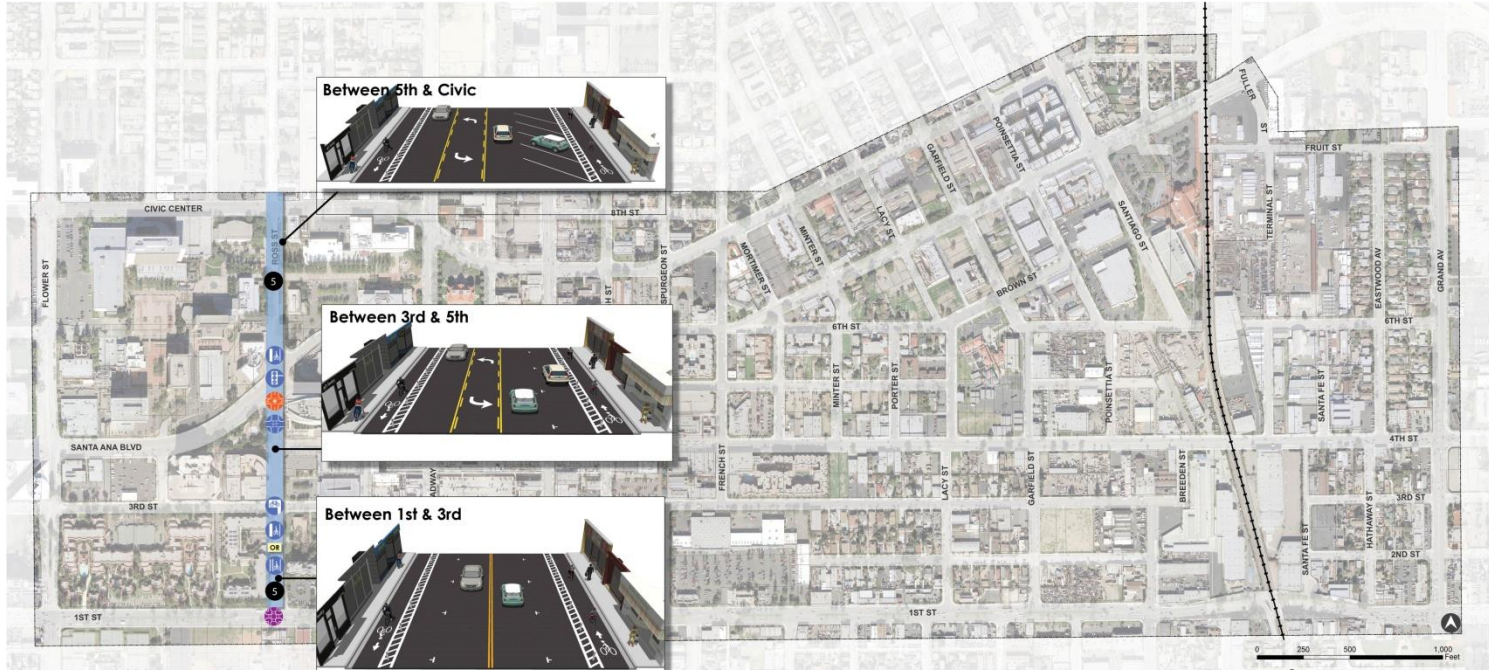 Between 5th & Civic
Between 3rd & 5th
Between 1st & 3rd
FULLER ST
FRUIT ST
POINSETTIA ST
GARFIELD ST
TERMINAL ST
CIVIC CENTER
8TH ST
LACY ST
SANTIAGO ST
ROSS ST
MINTER ST
MORTIMER ST
SPURGEON ST
FLOWER ST
EASTWOOD AV
GRAND AV
5
BROWN ST
6TH ST
6TH ST
MINTER ST
PORTER ST
POINSETTIA ST
SANTA FE ST
SANTA ANA BLVD
4TH ST
FRENCH ST
LACY ST
GARFIELD ST
BREEDEN ST
3RD ST
3RD ST
HATHAWAY ST
SANTA FE ST
OR
2ND ST
5
1ST ST
1ST ST
0 250 500 1,000
Feet